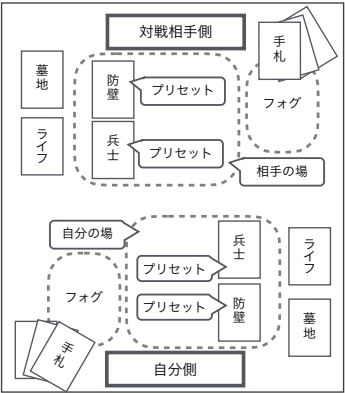 対戦相手側
手札
墓地
防壁
プリセット
フォグ
ライフ
兵士
プリセット
相手の場
自分の場
兵士
ライフ
プリセット
フォグ
防壁
プリセット
墓地
手札
自分側